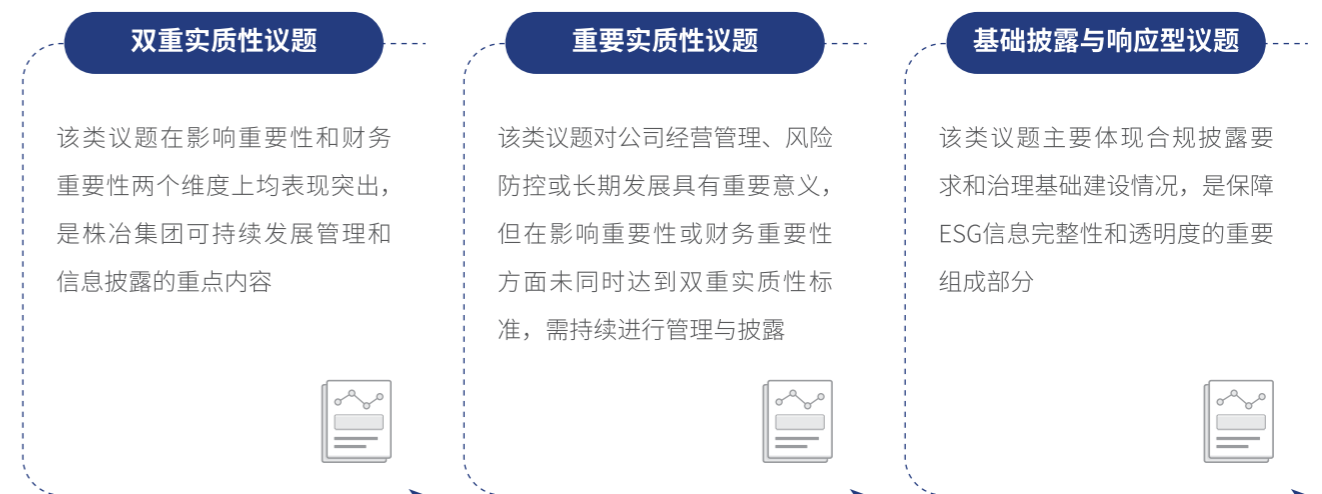 双重实质性议题
该类议题在影响重要性和财务
重要性两个维度上均表现突出，
是株冶集团可持续发展管理和
信息披露的重点内容
重要实质性议题
该类议题对公司经营管理、风险
防控或长期发展具有重要意义，
但在影响重要性或财务重要性
方面未同时达到双重实质性标
准，需持续进行管理与披露
基础披露与响应型议题
该类议题主要体现合规披露要
求和治理基础建设情况，是保障
ESG信息完整性和透明度的重要
组成部分